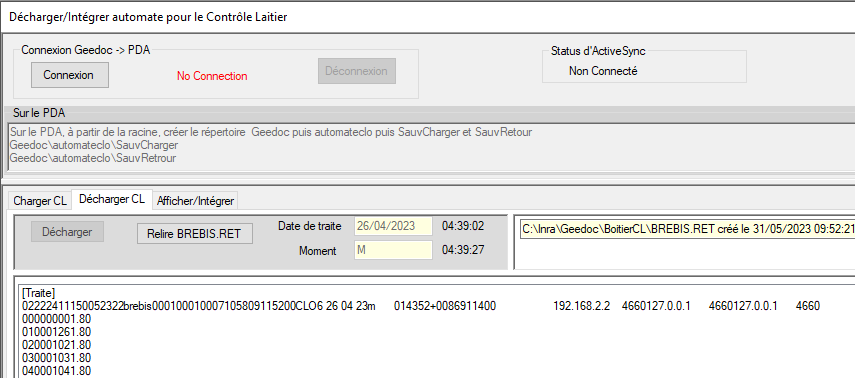 Décharger/Intégrer automate pour le Contrôle Laitier
Connexion Geedoc -> PDA
Status d'ActiveSync
Connexion
No Connection
Déconnexion
Non Connecté
Sur le PDA
Sur le PDA, à partir de la racine, créer le répertoire  Geedoc puis automateclo puis SauvCharger et SauvRetour
Geedoc\automateclo\SauvCharger
Geedoc\automateclo\SauvRetrour
Charger CL
Décharger CL
Afficher/Intégrer
Décharger
Relire BREBIS.RET
Date de traite
26/04/2023
04:39:02
Moment
M
04:39:27
C:\Inra\Geedoc\BoitierCL\BREBIS.RET créé le 31/05/2023 09:52:21
[Traite]
02222411150052322brebis000100010007105809115200CLO6 26 04 23m 014352+0086911400 192.168.2.2 4660127.0.0.1 4660127.0.0.1 4660
000000001.80
010001261.80
020001021.80
030001031.80
040001041.80